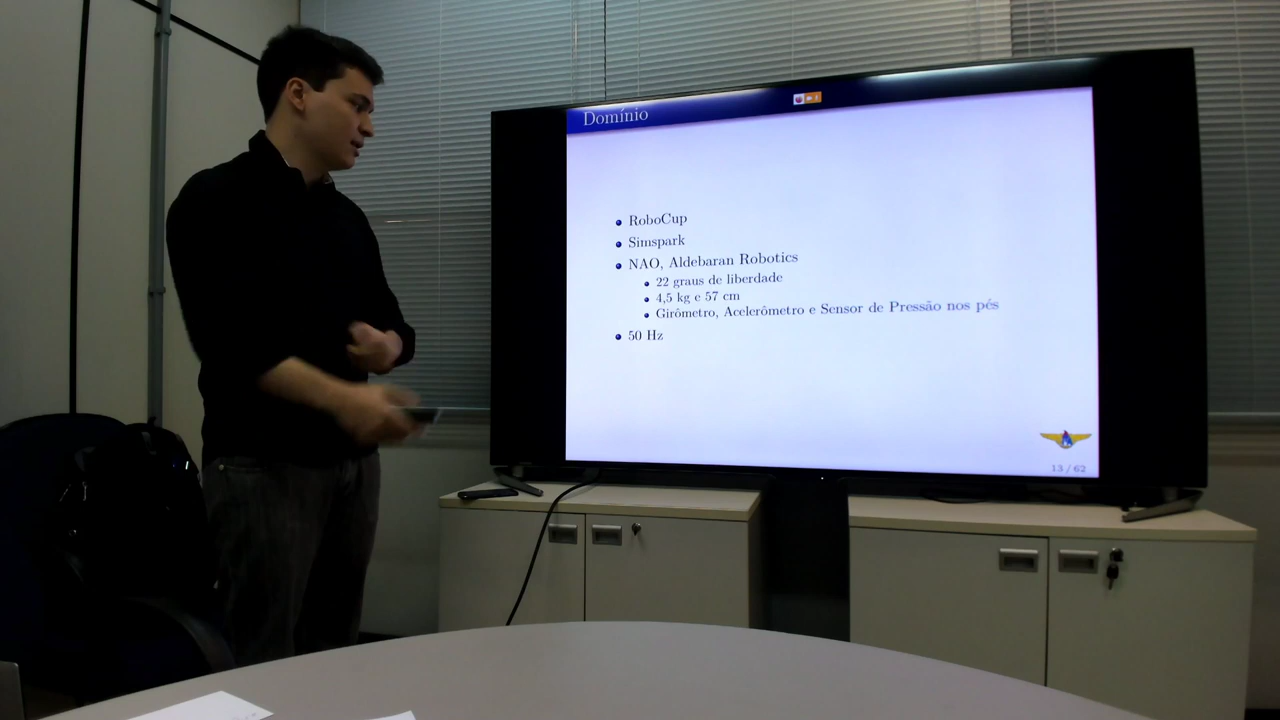 Domínio
RoboCup
Simspark
NAO, Aldebaran Robotics
22 graus de liberdade
4,5 kg e 57 cm
Girômetro, Acelerômetro e Sensor de Pressão nos pés
50 Hz
13 / 62